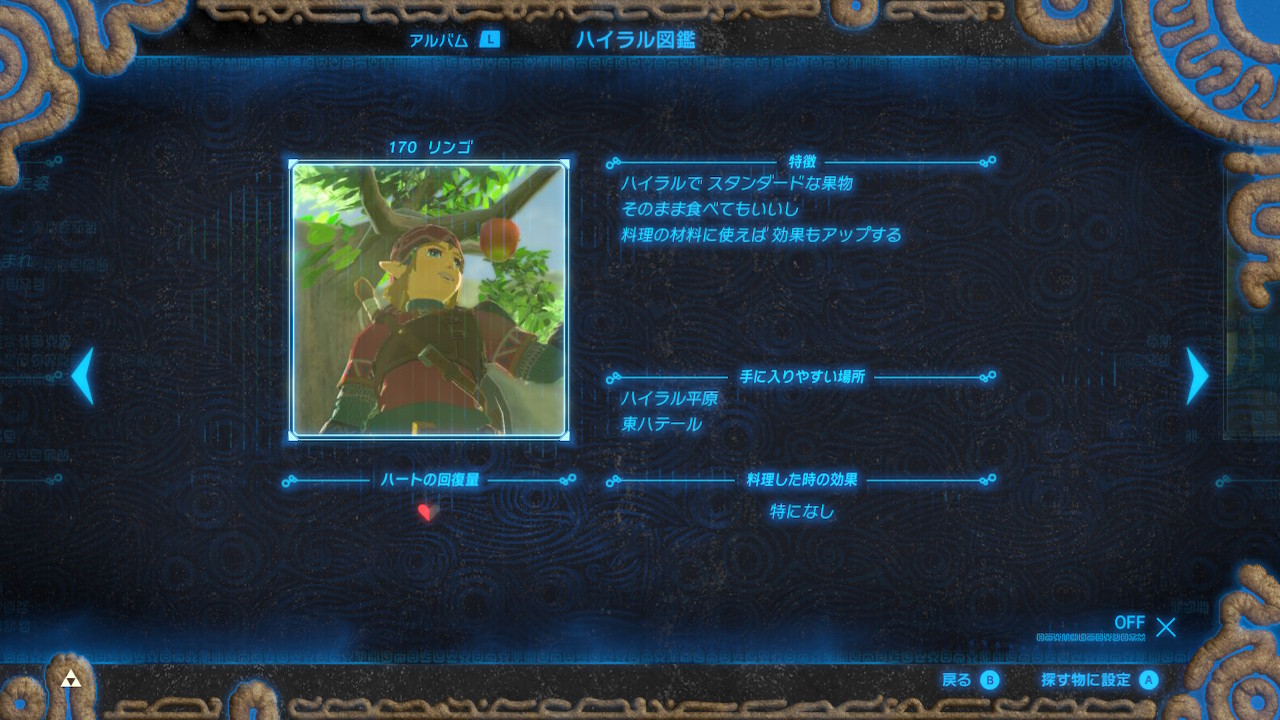 アルバム L
ハイラル図鑑
170 リンゴ
特徴
ハイラルで スタンダードな果物
そのまま食べてもいいし
料理の材料に使えば 効果もアップする
手に入りやすい場所
ハイラル平原
東ハテール
ハートの回復量
料理した時の効果
特になし
OFF
戻る B
探す物に設定 A